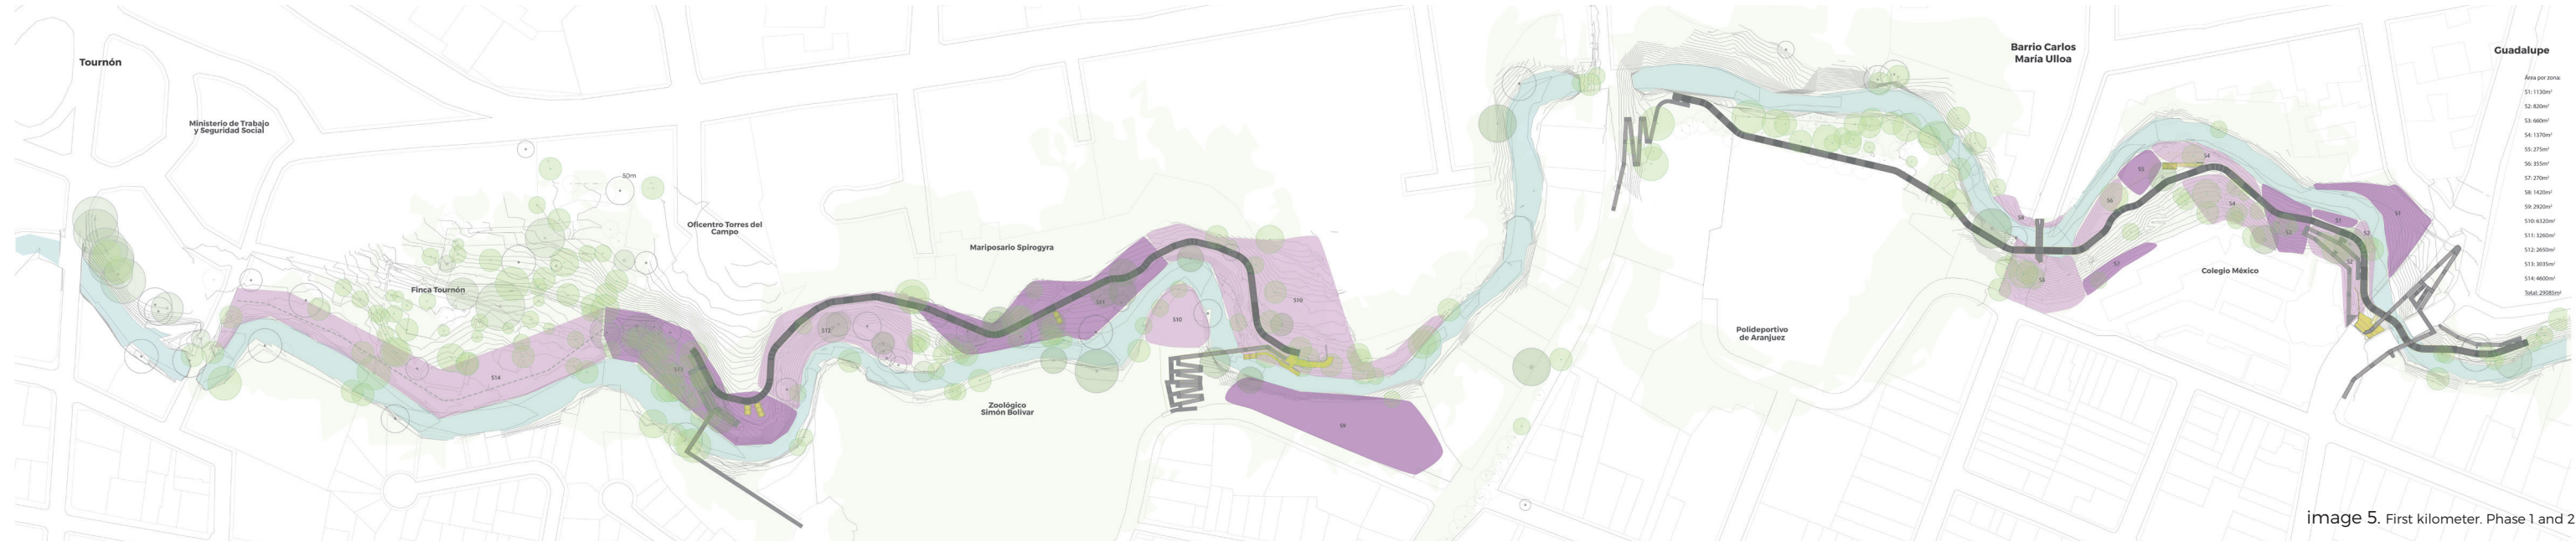 Tournón
Ministerio de Trabajo
y Seguridad Social
50m
Finca Tournón
Oficentro Torres del
Campo
Mariposario Spirogyra
Zoológico
Simón Bolívar
Polideportivo
de Aranjuez
Barrio Carlos
María Ulloa
Colegio México
Guadalupe
Área por zona:
S1: 1130m²
S2: 820m²
S3: 660m²
S4: 1370m²
S5: 275m²
S6: 355m²
S7: 270m²
S8: 1420m²
S9: 2920m²
S10: 6320m²
S11: 3260m²
S12: 2650m²
S13: 3035m²
S14: 4600m²
Total: 29085m²
S14
S13
S12
S11
S10
S10
S9
S8
S8
S7
S6
S5
S4
S4
S3
S2
S1
image 5. First kilometer. Phase 1 and 2